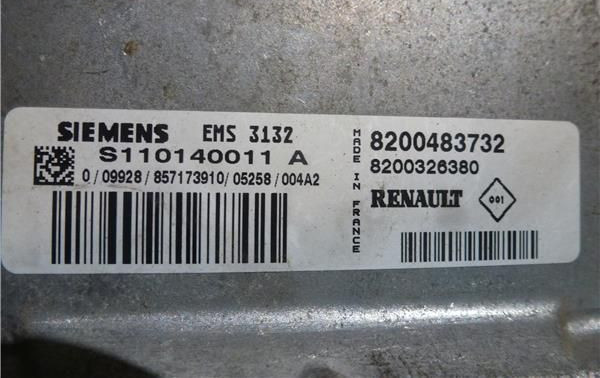 SIEMENS EMS 3132
S110140011 A
0 / 09928 / 857173910 / 05258 / 004A2
MADE IN FRANCE
8200483732
8200326380
RENAULT 001